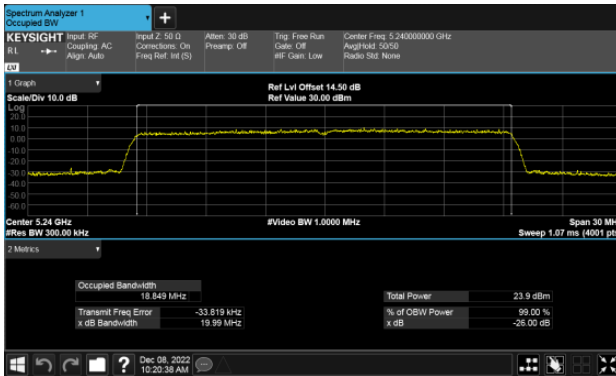 Spectrum Analyzer 1
Occupied BW
+
KEYSIGHT
RL
LXI
Input: RF
Coupling: AC
Align: Auto
Input Z: 50 Ω
Corrections: On
Freq Ref: Int (S)
Atten: 30 dB
Preamp: Off
Trig: Free Run
Gate: Off
#IF Gain: Low
Center Freq: 5.240000000 GHz
Avg|Hold: 50/50
Radio Std: None
1 Graph
Scale/Div 10.0 dB
Ref Lvl Offset 14.50 dB
Ref Value 30.00 dBm
Log
20.0
10.0
0.00
-10.0
-20.0
-30.0
-40.0
-50.0
-60.0
Center 5.24 GHz
#Res BW 300.00 kHz
#Video BW 1.0000 MHz
Span 30 MH
Sweep 1.07 ms (4001 pts
2 Metrics
Occupied Bandwidth
18.849 MHz
Transmit Freq Error -33.819 kHz
x dB Bandwidth 19.99 MHz
Total Power 23.9 dBm
% of OBW Power 99.00 %
x dB -26.00 dB
?
Dec 08, 2022
10:20:38 AM